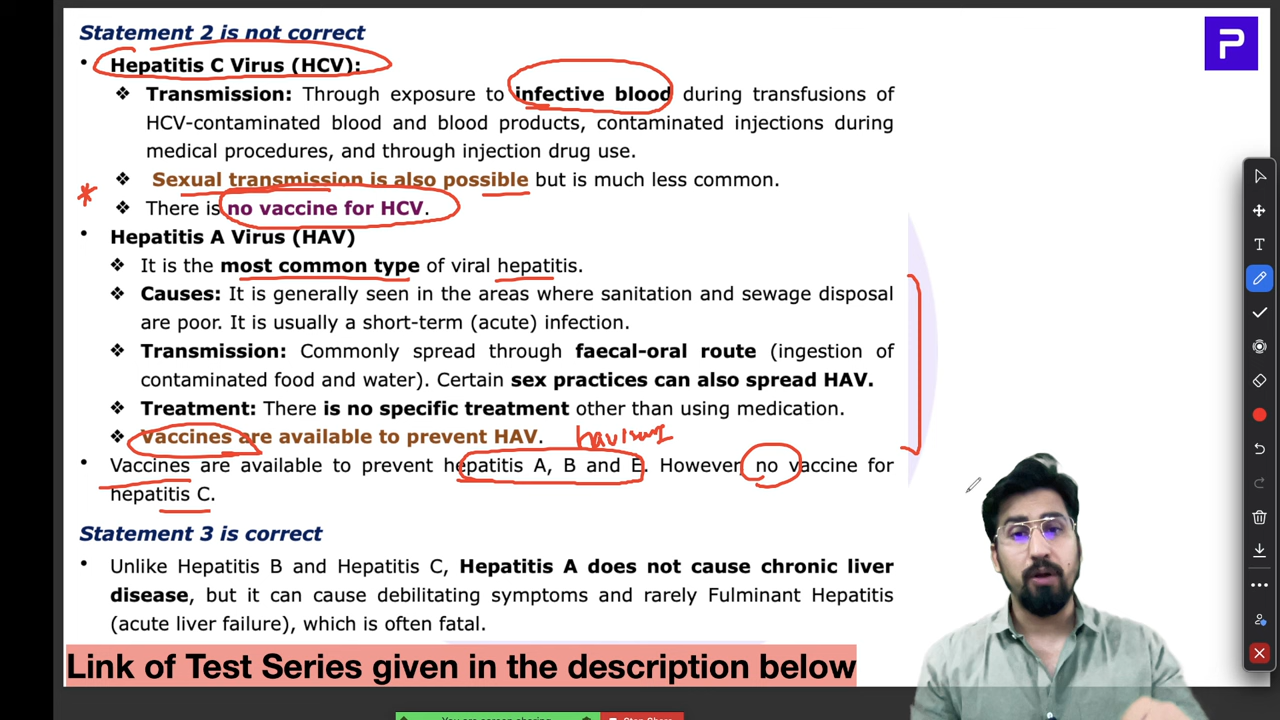 Statement 2 is not correct
• Hepatitis C Virus (HCV):
❖ Transmission: Through exposure to infective blood during transfusions of
HCV-contaminated blood and blood products, contaminated injections during
medical procedures, and through injection drug use.
❖ Sexual transmission is also possible but is much less common.
* ❖ There is no vaccine for HCV.
• Hepatitis A Virus (HAV)
❖ It is the most common type of viral hepatitis.
❖ Causes: It is generally seen in the areas where sanitation and sewage disposal
are poor. It is usually a short-term (acute) infection.
❖ Transmission: Commonly spread through faecal-oral route (ingestion of
contaminated food and water). Certain sex practices can also spread HAV.
❖ Treatment: There is no specific treatment other than using medication.
❖ Vaccines are available to prevent HAV.
• Vaccines are available to prevent hepatitis A, B and E. However no vaccine for
hepatitis C.
Statement 3 is correct
• Unlike Hepatitis B and Hepatitis C, Hepatitis A does not cause chronic liver
disease, but it can cause debilitating symptoms and rarely Fulminant Hepatitis
(acute liver failure), which is often fatal.
Link of Test Series given in the description below
P
T
You are screen sharing
Stop Share